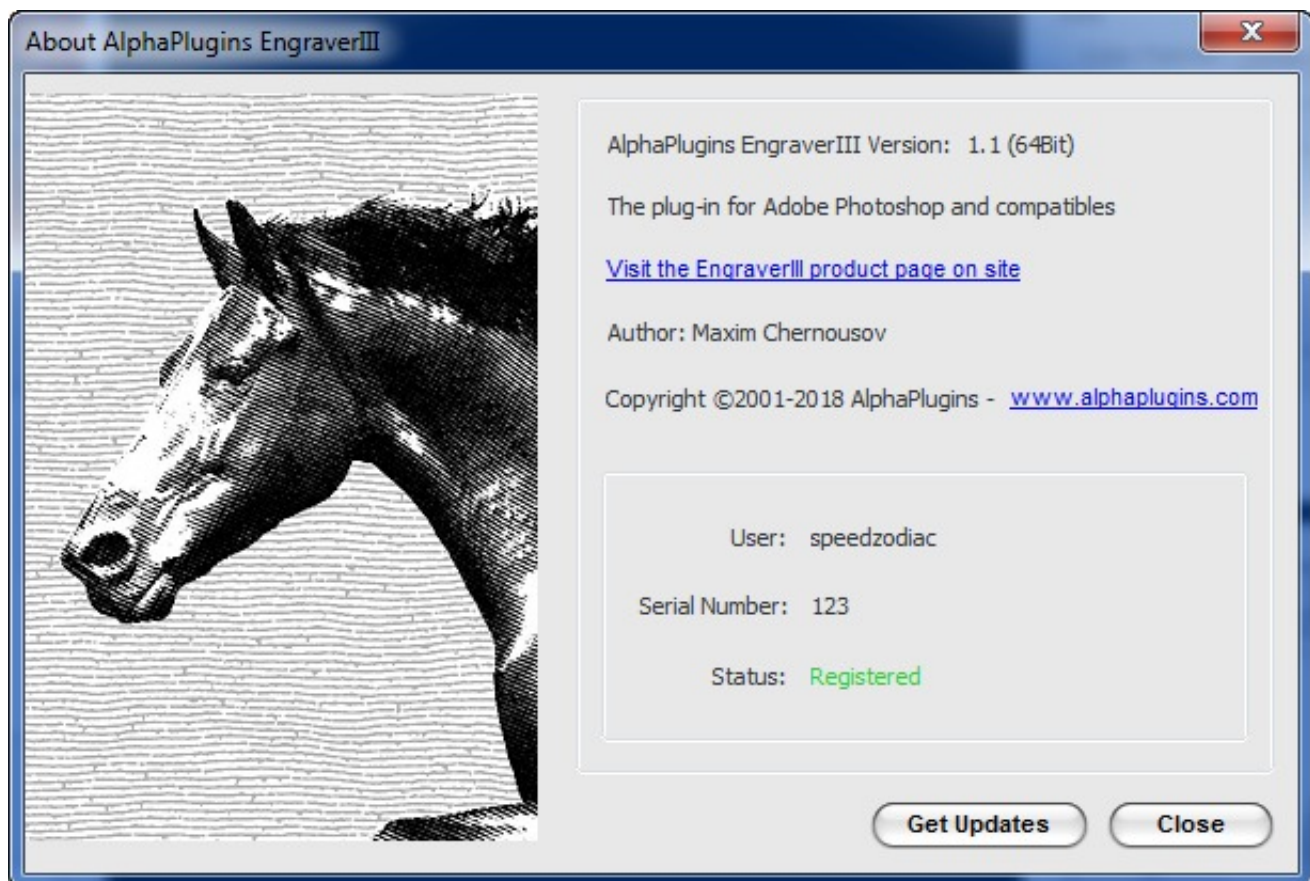 About AlphaPlugins EngraverIII
AlphaPlugins EngraverIII Version: 1.1 (64Bit)
The plug-in for Adobe Photoshop and compatibles
Visit the EngraverIII product page on site
Author: Maxim Chernousov
Copyright ©2001-2018 AlphaPlugins - www.alphaplugins.com
User: speedzodiac
Serial Number: 123
Status: Registered
Get Updates Close